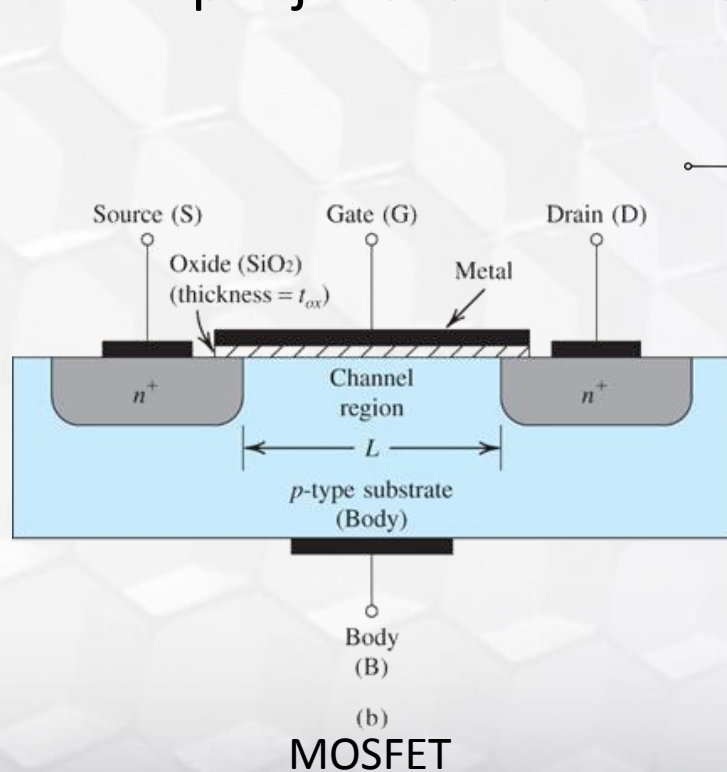 Source (S)
Gate (G)
Drain (D)
Oxide (SiO2)
(thickness = tox)
Metal
n+
Channel
region
n+
L
p-type substrate
(Body)
Body
(B)
(b)
MOSFET